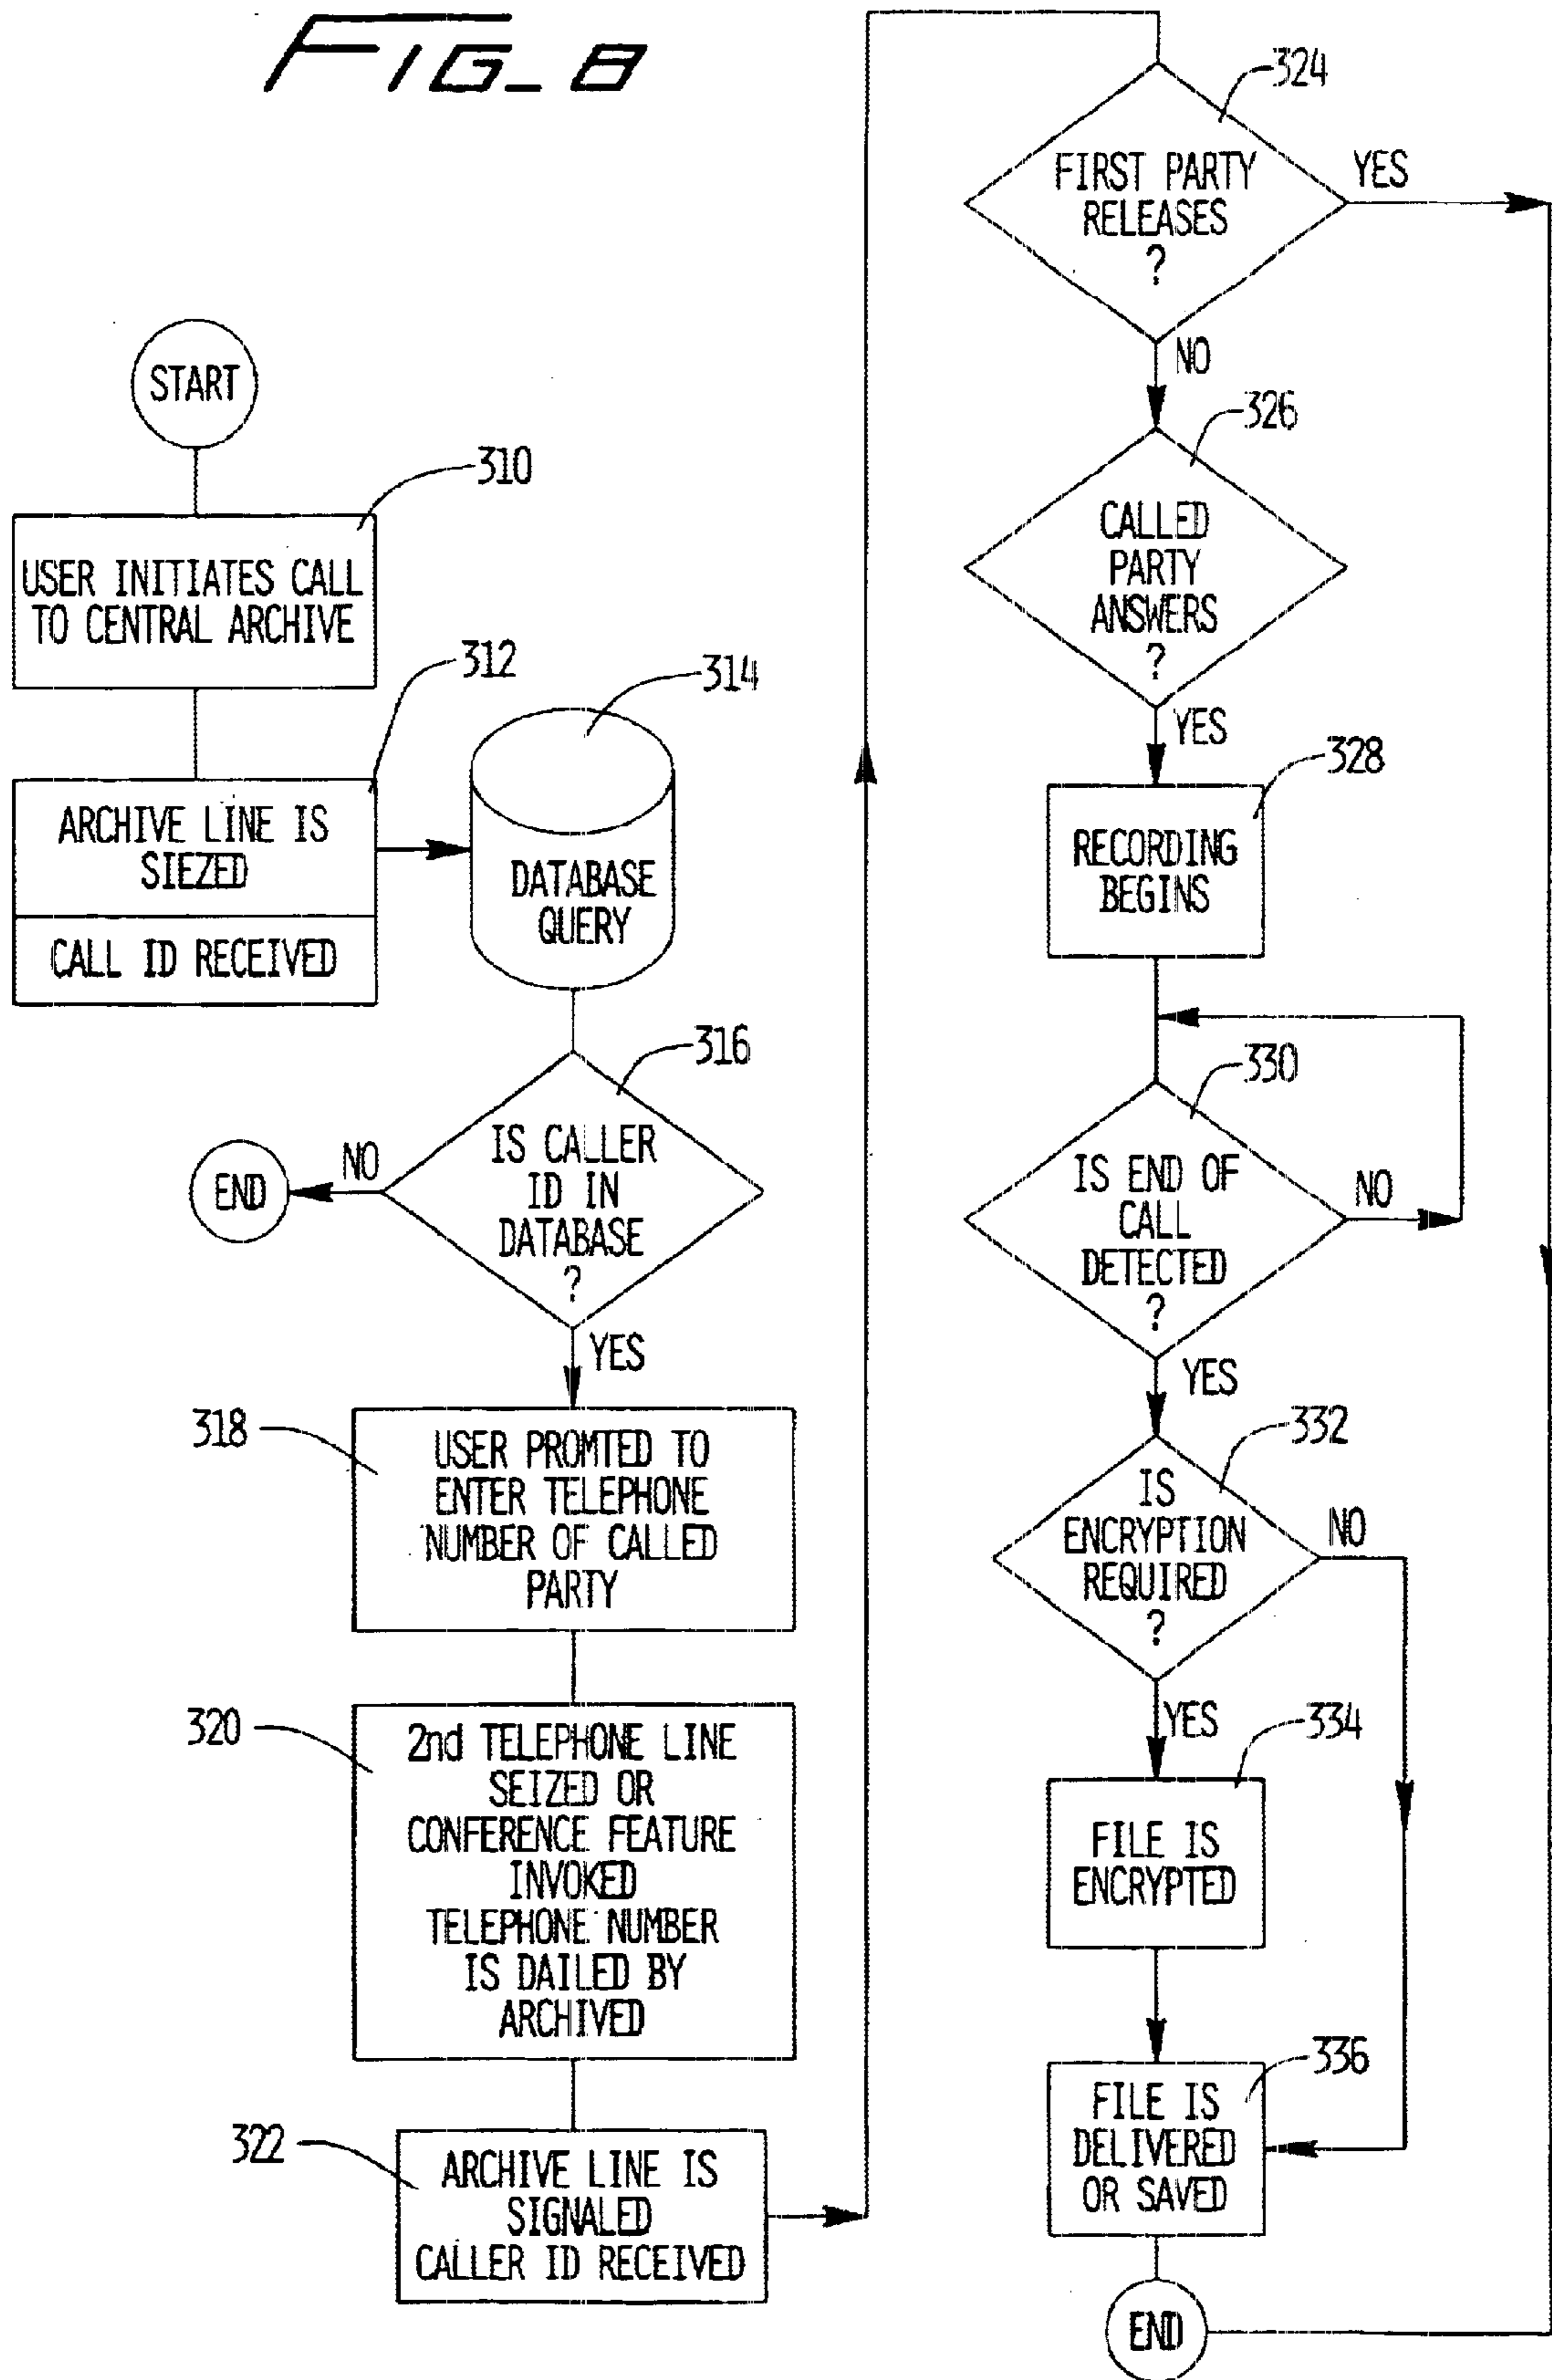 FIG_8
START
310
USER INITIATES CALL
TO CENTRAL ARCHIVE
312
ARCHIVE LINE IS
SIEZED
CALL ID RECEIVED
314
DATABASE
QUERY
316
IS CALLER
ID IN
DATABASE
?
NO
END
YES
318
USER PROMTED TO
ENTER TELEPHONE
NUMBER OF CALLED
PARTY
320
2nd TELEPHONE LINE
SEIZED OR
CONFERENCE FEATURE
INVOKED
TELEPHONE NUMBER
IS DAILED BY
ARCHIVED
322
ARCHIVE LINE IS
SIGNALED
CALLER ID RECEIVED
324
FIRST PARTY
RELEASES
?
YES
NO
326
CALLED
PARTY
ANSWERS
?
YES
328
RECORDING
BEGINS
330
IS END OF
CALL
DETECTED
?
NO
YES
332
IS
ENCRYPTION
REQUIRED
?
NO
YES
334
FILE IS
ENCRYPTED
336
FILE IS
DELIVERED
OR SAVED
END